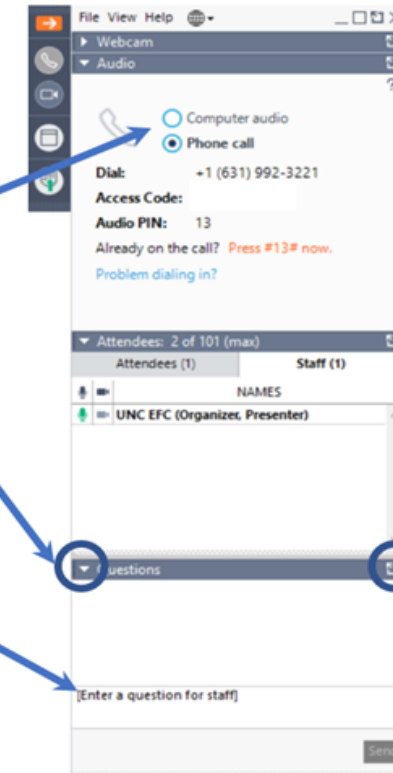 File View Help
Webcam
Audio
?
Computer audio
Phone call
Dial: +1 (631) 992-3221
Access Code:
Audio PIN: 13
Already on the call? Press #13# now.
Problem dialing in?
Attendees: 2 of 101 (max)
Attendees (1) Staff (1)
NAMES
UNC EFC (Organizer, Presenter)
Questions
[Enter a question for staff]
Send